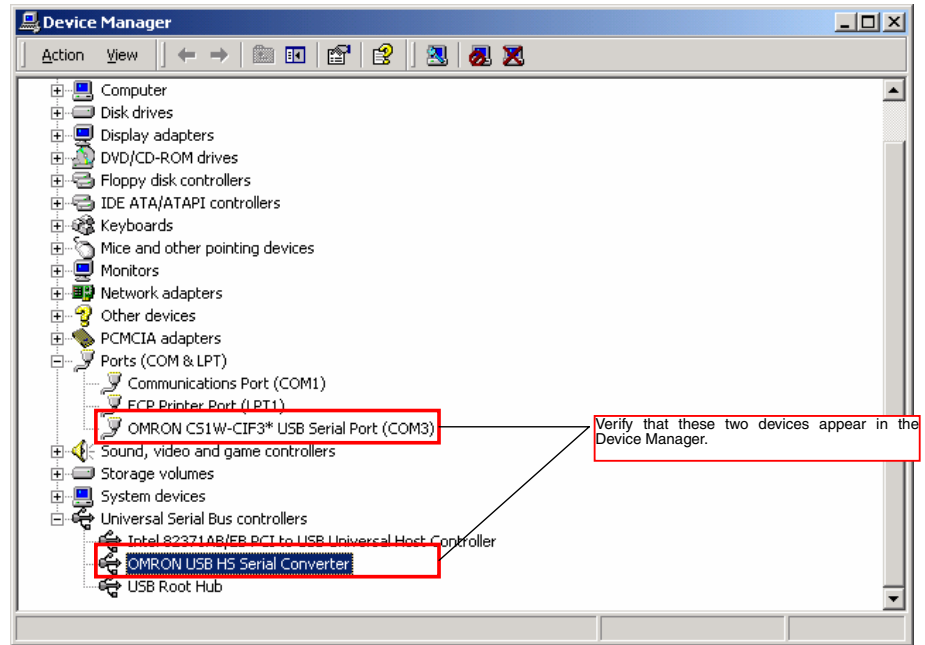 Device Manager
Action View
Computer
Disk drives
Display adapters
DVD/CD-ROM drives
Floppy disk controllers
IDE ATA/ATAPI controllers
Keyboards
Mice and other pointing devices
Monitors
Network adapters
Other devices
PCMCIA adapters
Ports (COM & LPT)
Communications Port (COM1)
ECP Printer Port (LPT1)
OMRON CS1W-CIF3* USB Serial Port (COM3)
Sound, video and game controllers
Storage volumes
System devices
Universal Serial Bus controllers
Intel 82371AB/EB PCI to USB Universal Host Controller
OMRON USB HS Serial Converter
USB Root Hub
Verify that these two devices appear in the
Device Manager.